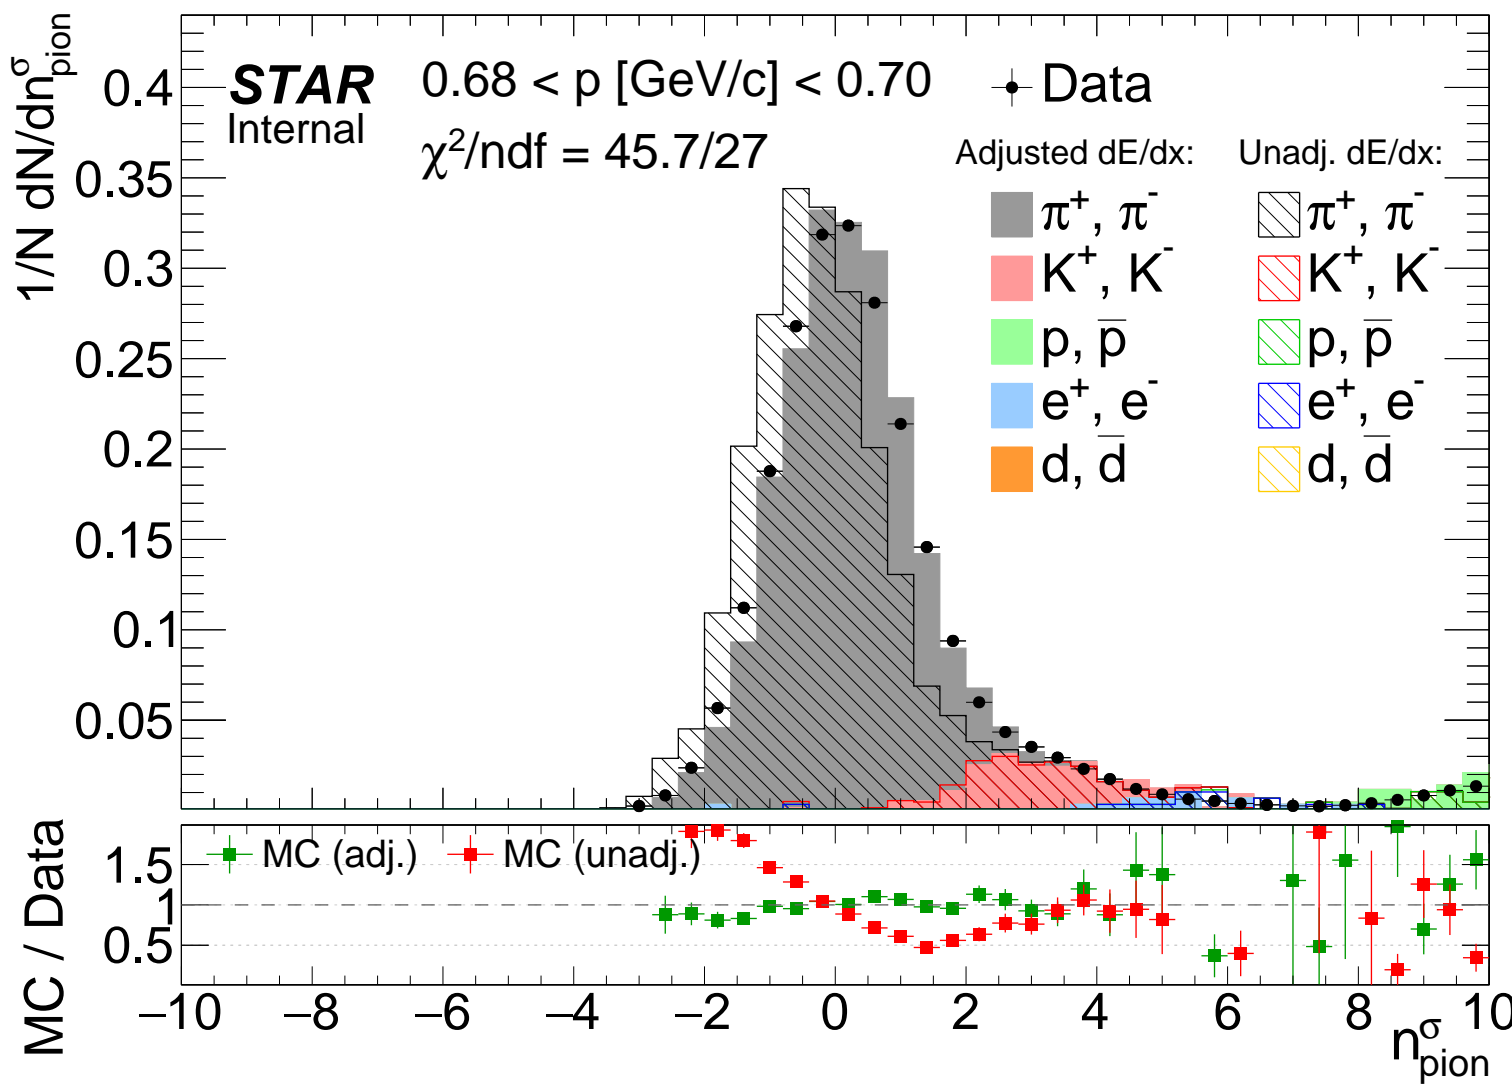 1/N dN/dnσpion
STAR
Internal
0.68 < p [GeV/c] < 0.70
χ²/ndf = 45.7/27
Data
Adjusted dE/dx: Unadj. dE/dx:
π⁺, π⁻ π⁺, π⁻
K⁺, K⁻ K⁺, K⁻
p, p̅ p, p̅
e⁺, e⁻ e⁺, e⁻
d, d̅ d, d̅
0.4
0.35
0.3
0.25
0.2
0.15
0.1
0.05
MC / Data
MC (adj.) MC (unadj.)
1.5
1
0.5
−10 −8 −6 −4 −2 0 2 4 6 8 10
nσpion